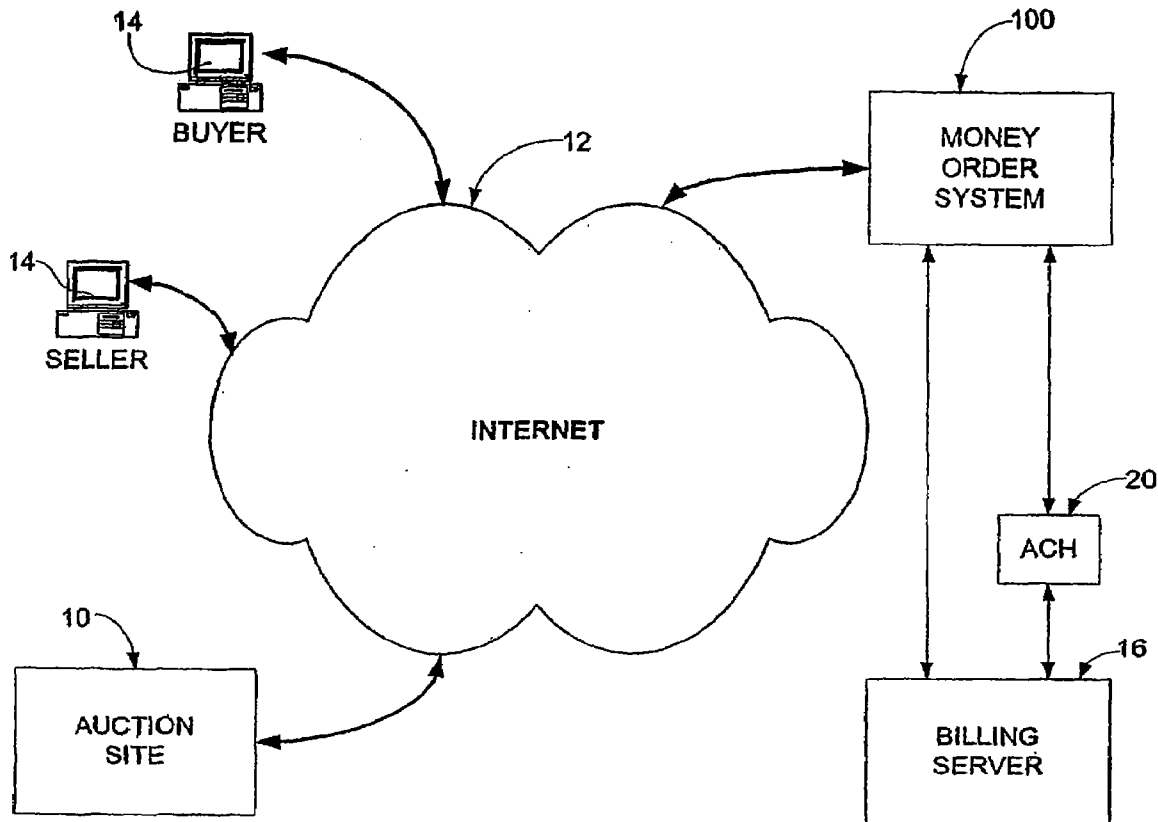 14
BUYER
100
MONEY
ORDER
SYSTEM
12
14
SELLER
INTERNET
20
ACH
10
AUCTION
SITE
16
BILLING
SERVER